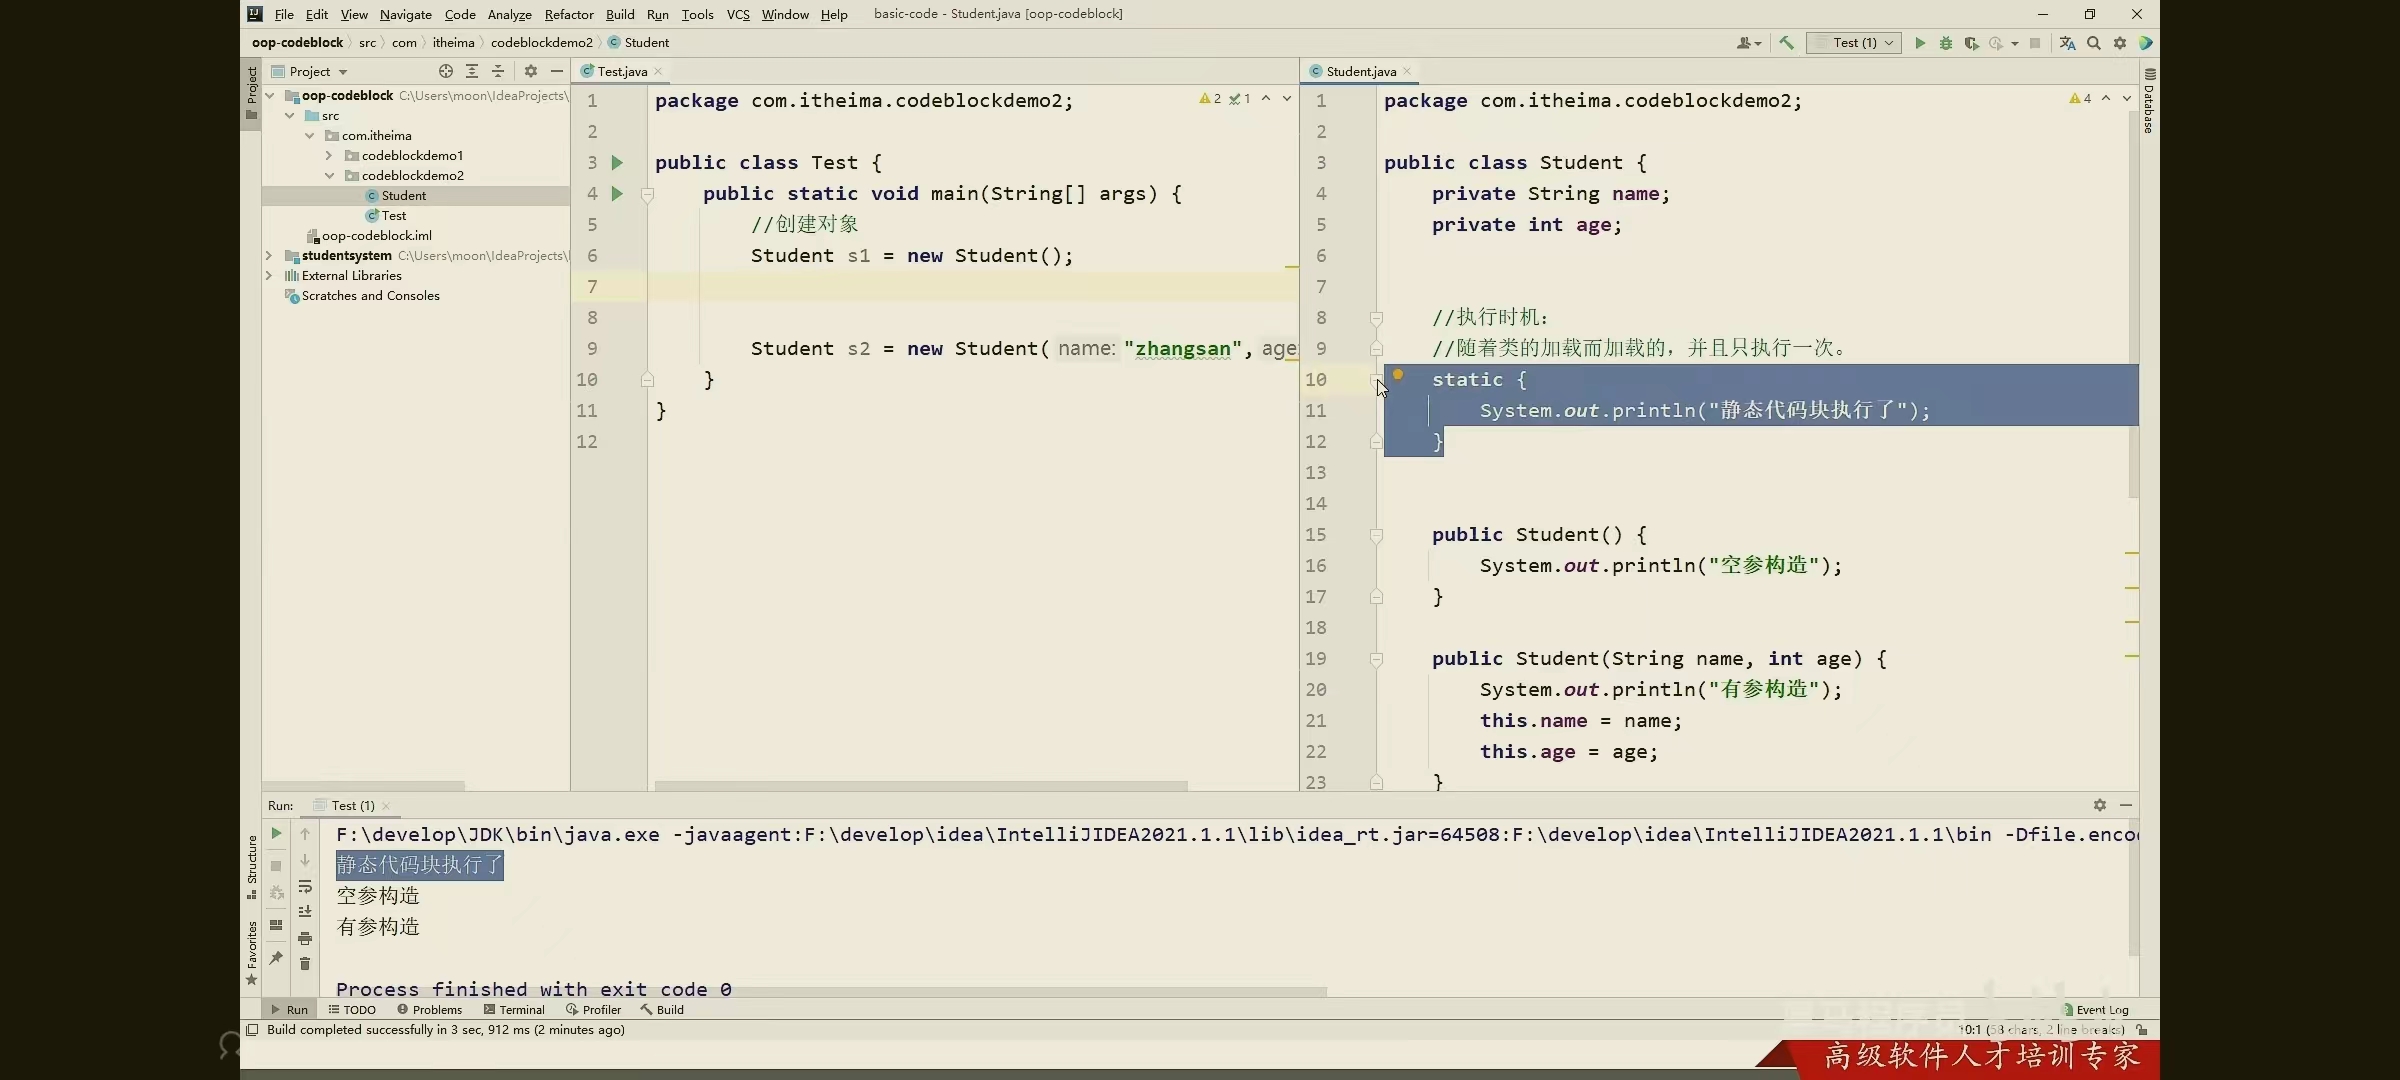 File Edit View Navigate Code Analyze Refactor Build Run Tools VCS Window Help basic-code - Student.java [oop-codeblock]
oop-codeblock src com itheima codeblockdemo2 Student Test (1)
Project
Project
oop-codeblock C:\Users\moon\IdeaProjects\
src
com.itheima
codeblockdemo1
codeblockdemo2
Student
Test
oop-codeblock.iml
studentsystem C:\Users\moon\IdeaProjects\
External Libraries
Scratches and Consoles
Test.java
2 1
1 package com.itheima.codeblockdemo2;
2
3 public class Test {
4 public static void main(String[] args) {
5 //创建对象
6 Student s1 = new Student();
7
8
9 Student s2 = new Student( name: "zhangsan", age:
10 }
11 }
12
Student.java
4
1 package com.itheima.codeblockdemo2;
2
3 public class Student {
4 private String name;
5 private int age;
6
7
8 //执行时机：
9 //随着类的加载而加载的，并且只执行一次。
10 static {
11 System.out.println("静态代码块执行了");
12 }
13
14
15 public Student() {
16 System.out.println("空参构造");
17 }
18
19 public Student(String name, int age) {
20 System.out.println("有参构造");
21 this.name = name;
22 this.age = age;
23 }
Database
Run: Test (1)
F:\develop\JDK\bin\java.exe -javaagent:F:\develop\idea\IntelliJIDEA2021.1.1\lib\idea_rt.jar=64508:F:\develop\idea\IntelliJIDEA2021.1.1\bin -Dfile.enco
静态代码块执行了
空参构造
有参构造
Process finished with exit code 0
Structure
Favorites
Run TODO Problems Terminal Profiler Build Event Log
Build completed successfully in 3 sec, 912 ms (2 minutes ago) 10:1 (58 chars, 2 line breaks)
高级软件人才培训专家